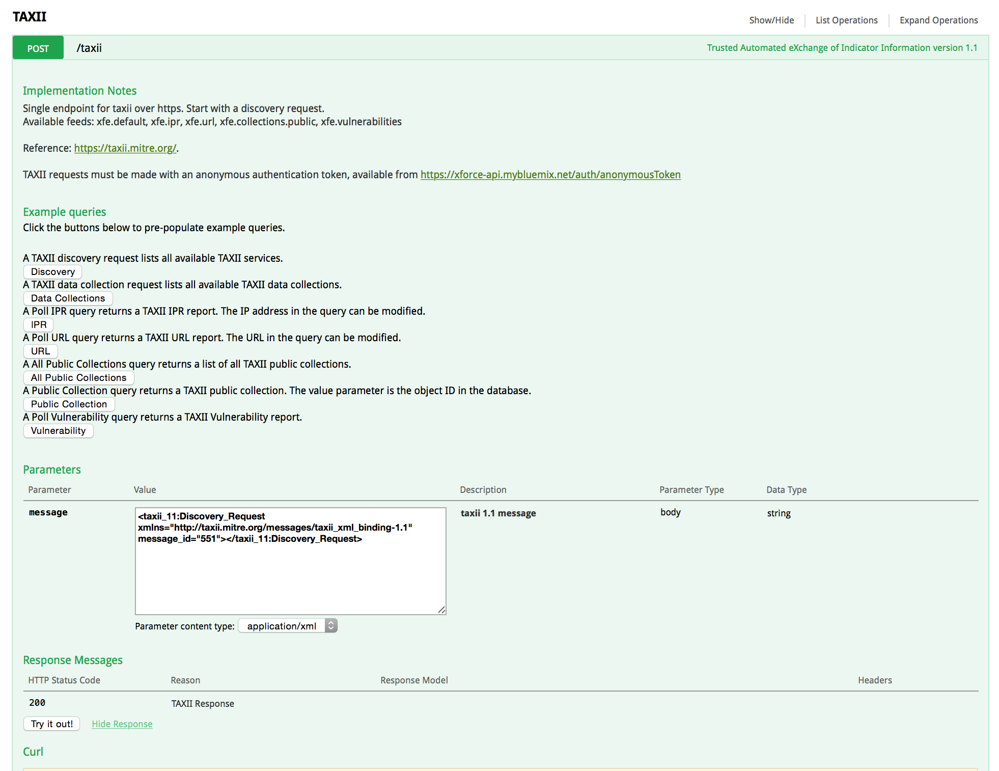 TAXII
Show/Hide
List Operations
Expand Operations
POST
/taxii
Trusted Automated eXchange of Indicator Information version 1.1
Implementation Notes
Single endpoint for taxii over https. Start with a discovery request.
Available feeds: xfe.default, xfe.ipr, xfe.url, xfe.collections.public, xfe.vulnerabilities
Reference: https://taxii.mitre.org/.
TAXII requests must be made with an anonymous authentication token, available from https://xforce-api.mybluemix.net/auth/anonymousToken
Example queries
Click the buttons below to pre-populate example queries.
A TAXII discovery request lists all available TAXII services.
Discovery
A TAXII data collection request lists all available TAXII data collections.
Data Collections
A Poll IPR query returns a TAXII IPR report. The IP address in the query can be modified.
IPR
A Poll URL query returns a TAXII URL report. The URL in the query can be modified.
URL
A All Public Collections query returns a list of all TAXII public collections.
All Public Collections
A Public Collection query returns a TAXII public collection. The value parameter is the object ID in the database.
Public Collection
A Poll Vulnerability query returns a TAXII Vulnerability report.
Vulnerability
Parameters
Parameter
Value
Description
Parameter Type
Data Type
message
<taxii_11:Discovery_Request
xmlns="http://taxii.mitre.org/messages/taxii_xml_binding-1.1"
message_id="551"></taxii_11:Discovery_Request>
taxii 1.1 message
body
string
Parameter content type: application/xml
Response Messages
HTTP Status Code
Reason
Response Model
Headers
200
TAXII Response
Try it out!
Hide Response
Curl